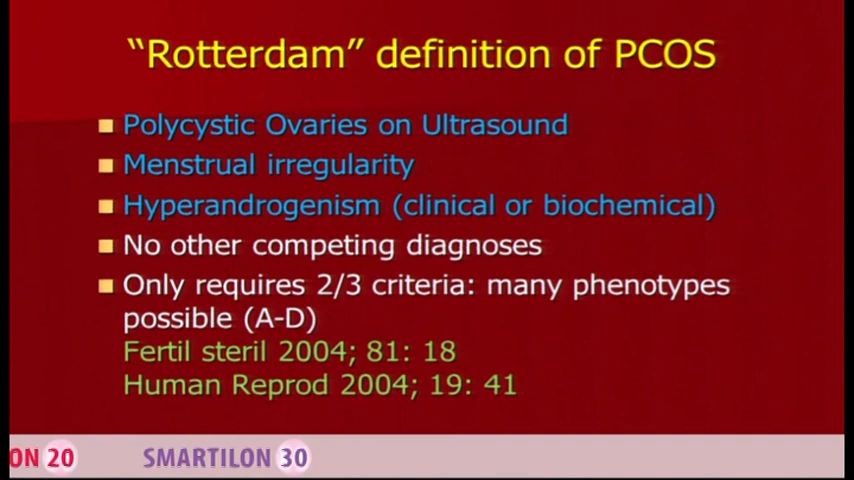 “Rotterdam” definition of PCOS
Polycystic Ovaries on Ultrasound
Menstrual irregularity
Hyperandrogenism (clinical or biochemical)
No other competing diagnoses
Only requires 2/3 criteria: many phenotypes
possible (A-D)
Fertil steril 2004; 81: 18
Human Reprod 2004; 19: 41
ON 20 SMARTILON 30